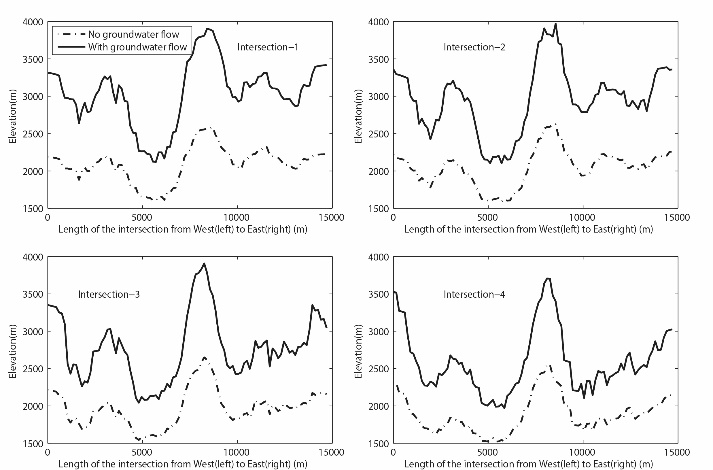 4000
3500
3000
2500
2000
1500
Elevation(m)
No groundwater flow
With groundwater flow
Intersection−1
0
5000
10000
15000
Length of the intersection from West(left) to East(right) (m)
4000
3500
3000
2500
2000
1500
Elevation(m)
Intersection−2
0
5000
10000
15000
Length of the intersection from West(left) to East(right) (m)
4000
3500
3000
2500
2000
1500
Elevation(m)
Intersection−3
0
5000
10000
15000
Length of the intersection from West(left) to East(right) (m)
4000
3500
3000
2500
2000
1500
Elevation(m)
Intersection−4
0
5000
10000
15000
Length of the intersection from West(left) to East(right) (m)